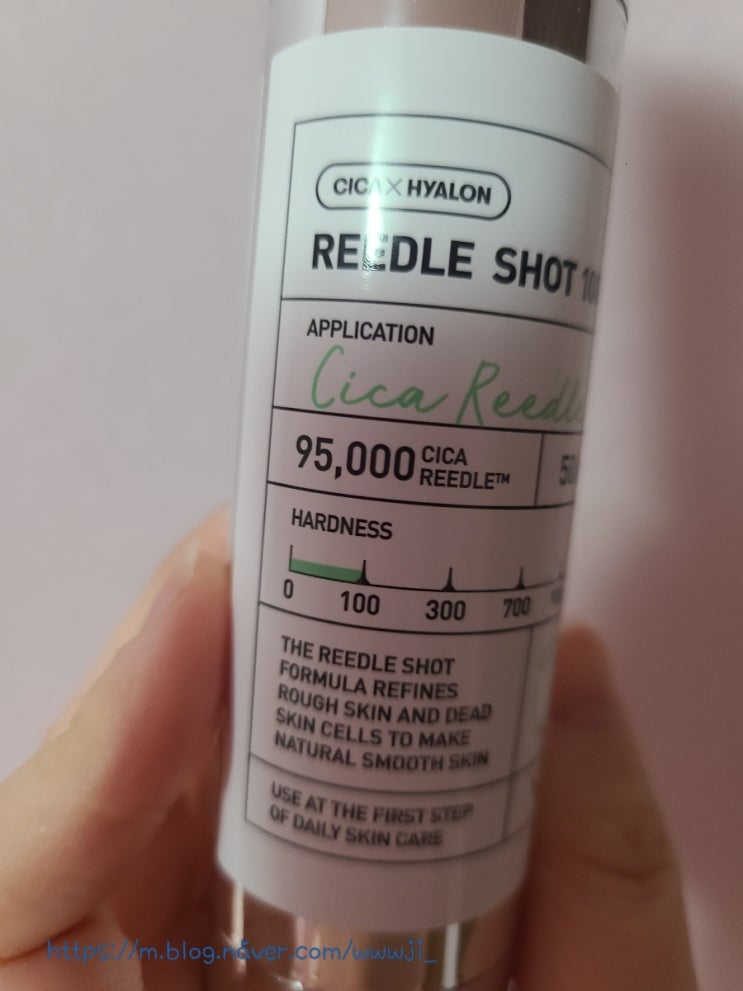 CICA×HYALON
REEDLE SHOT 100
APPLICATION
Cica Reedle
95,000 CICA REEDLE™
HARDNESS
0 100 300 700
THE REEDLE SHOT
FORMULA REFINES
ROUGH SKIN AND DEAD
SKIN CELLS TO MAKE
NATURAL SMOOTH SKIN
USE AT THE FIRST STEP
OF DAILY SKIN CARE
https://m.blog.naver.com/wwwji_